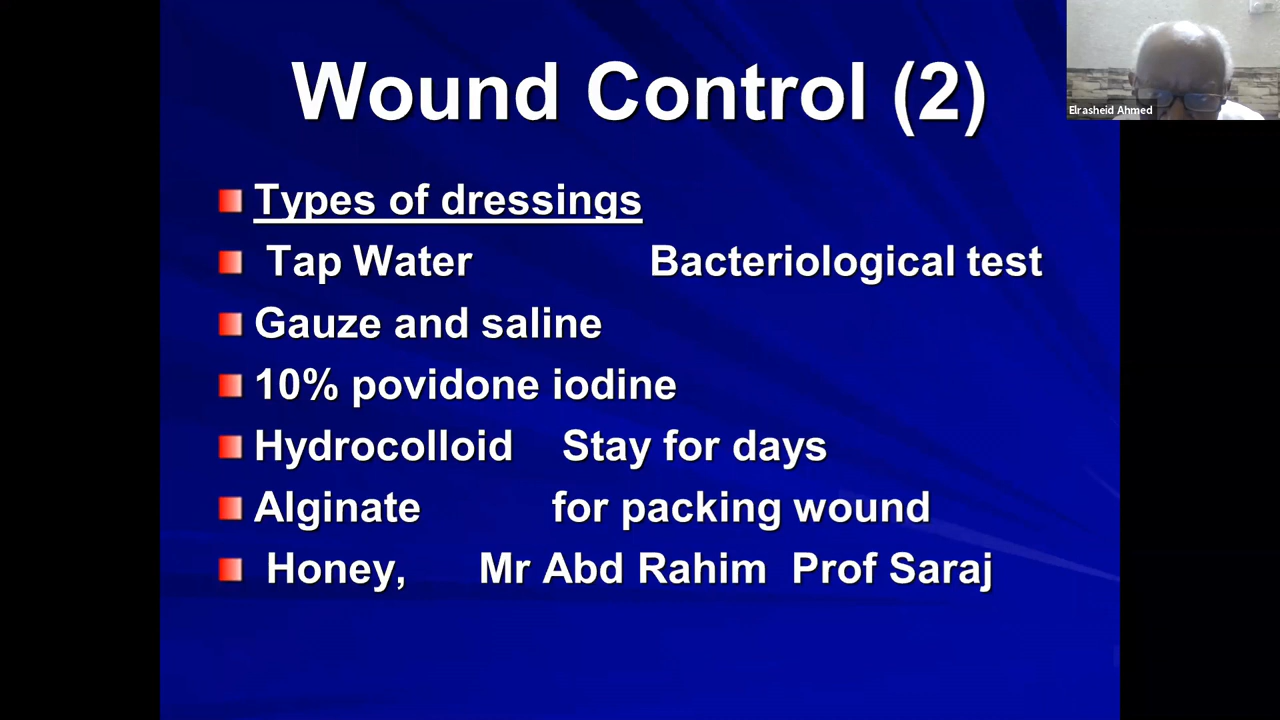 Wound Control (2)
Elrasheid Ahmed
Types of dressings
Tap Water Bacteriological test
Gauze and saline
10% povidone iodine
Hydrocolloid Stay for days
Alginate for packing wound
Honey, Mr Abd Rahim Prof Saraj